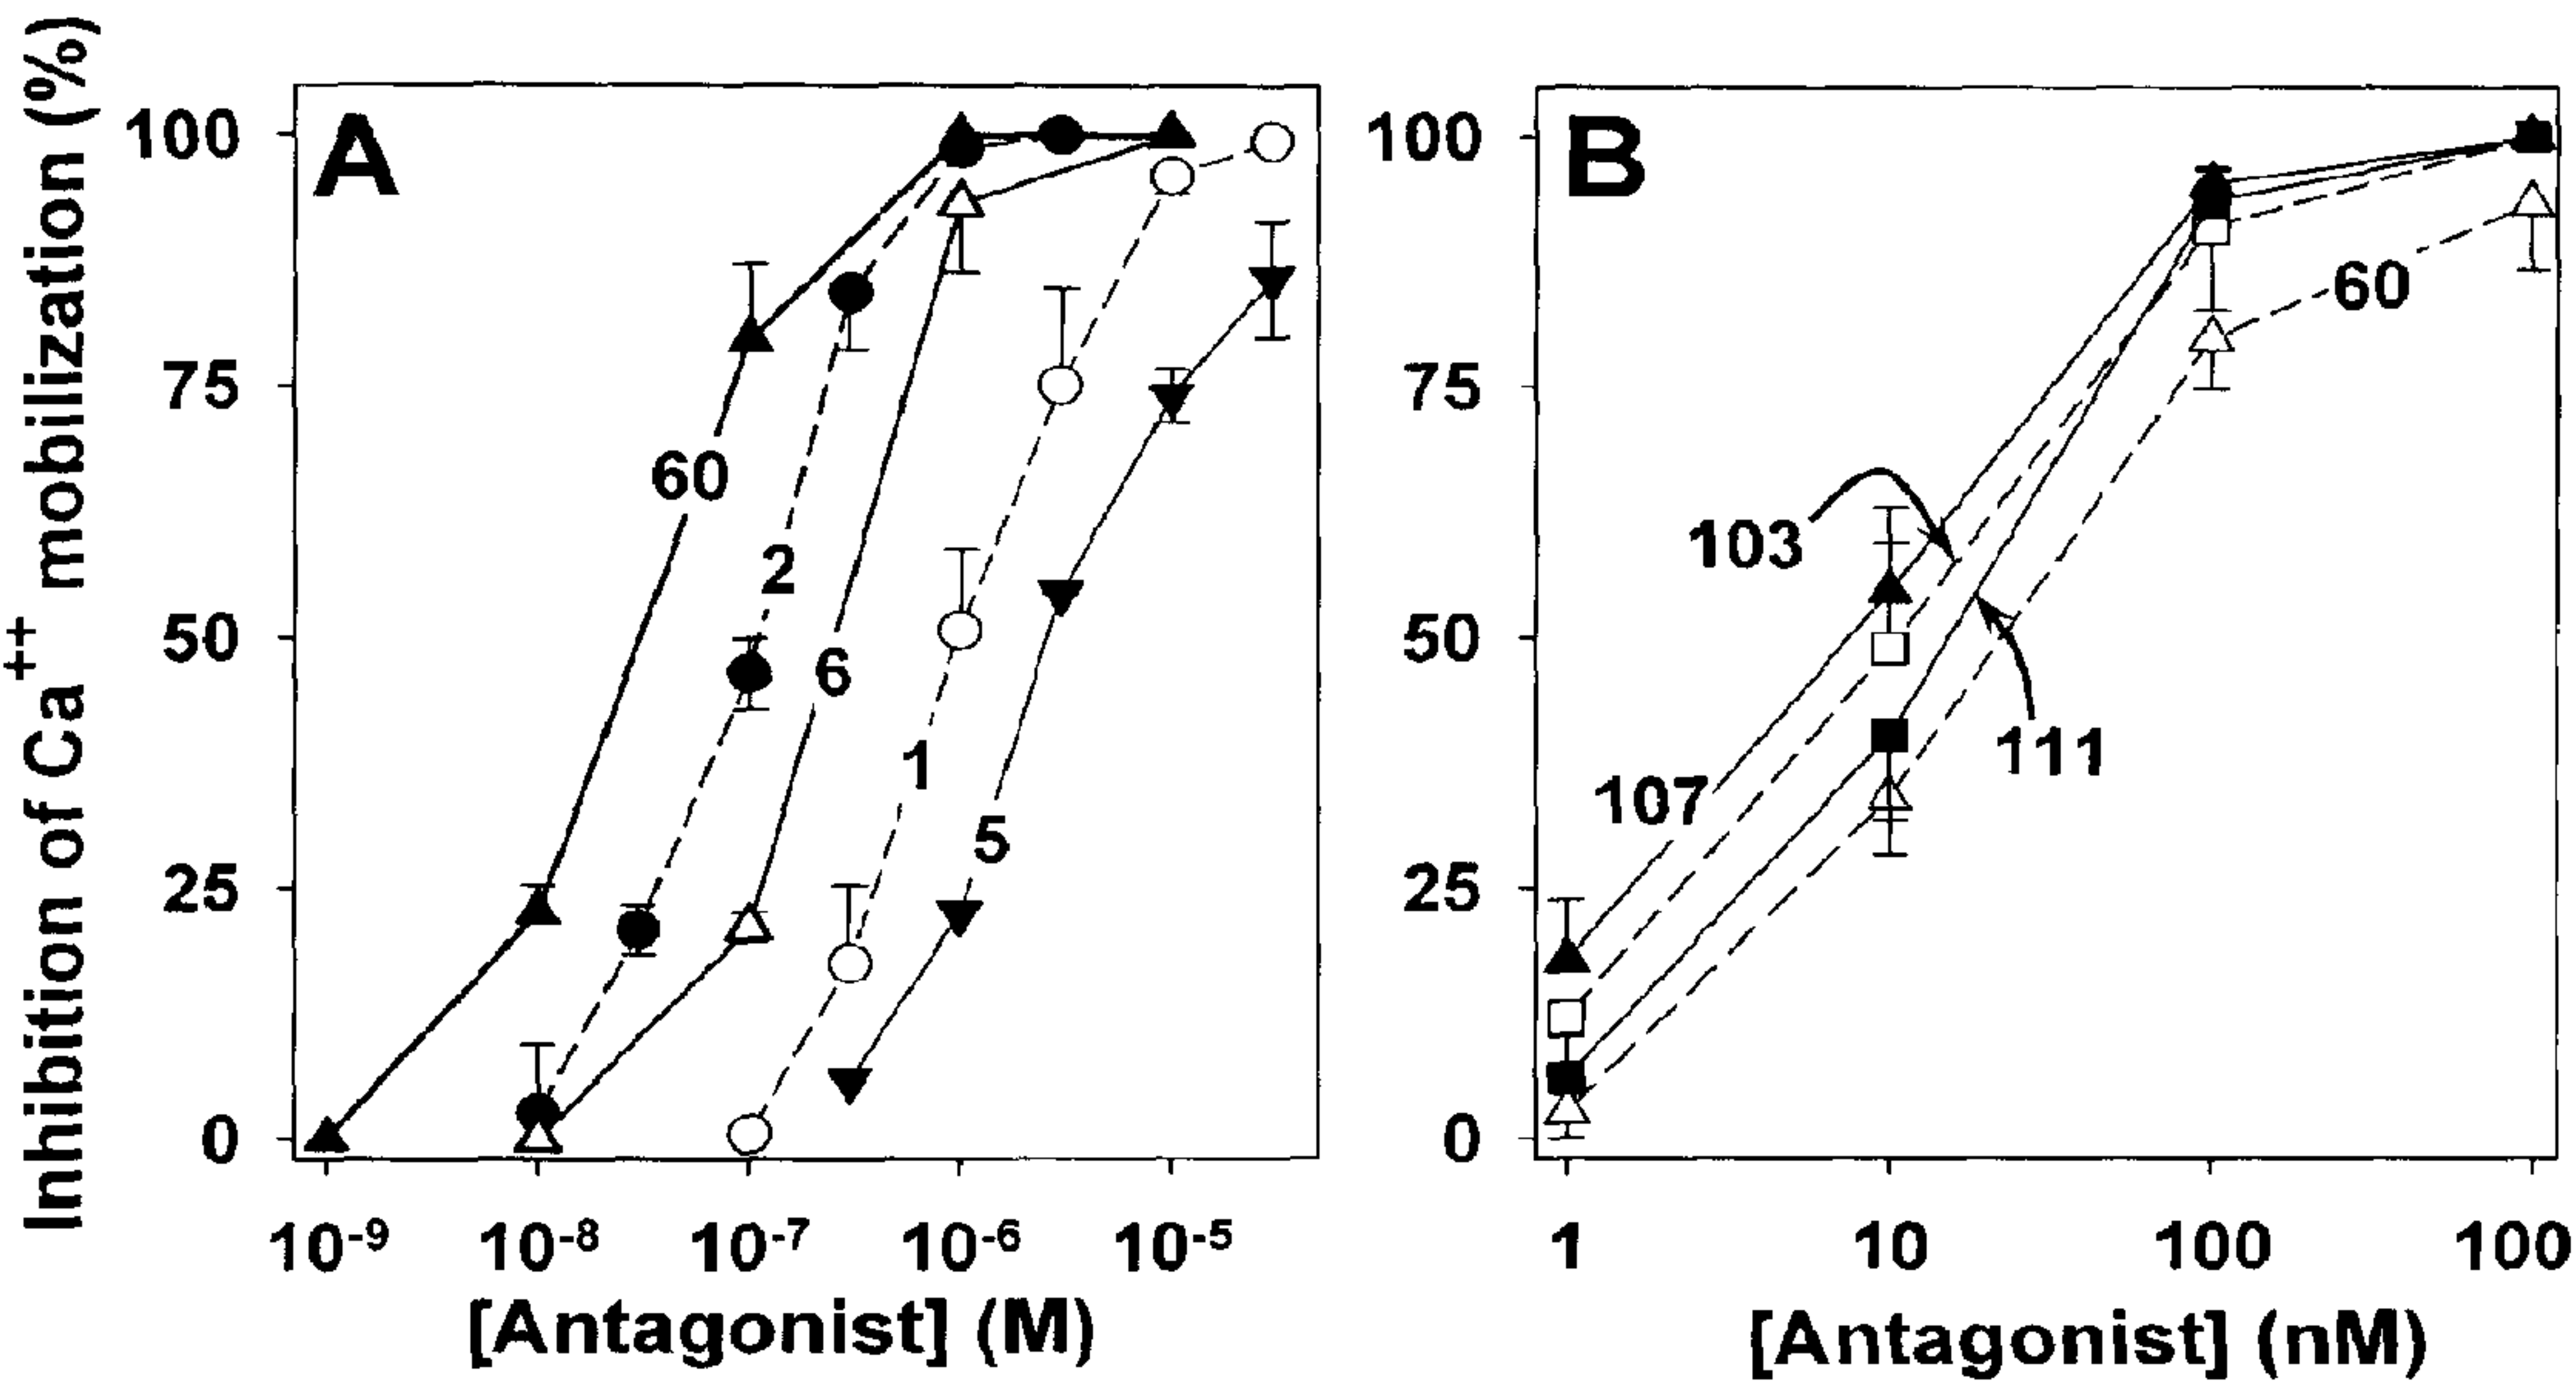 Inhibition of Ca++ mobilization (%)
A
100
75
50
25
0
60
2
6
1
5
10-9 10-8 10-7 10-6 10-5
[Antagonist] (M)
B
100
75
50
25
0
60
103
111
107
1 10 100 100
[Antagonist] (nM)